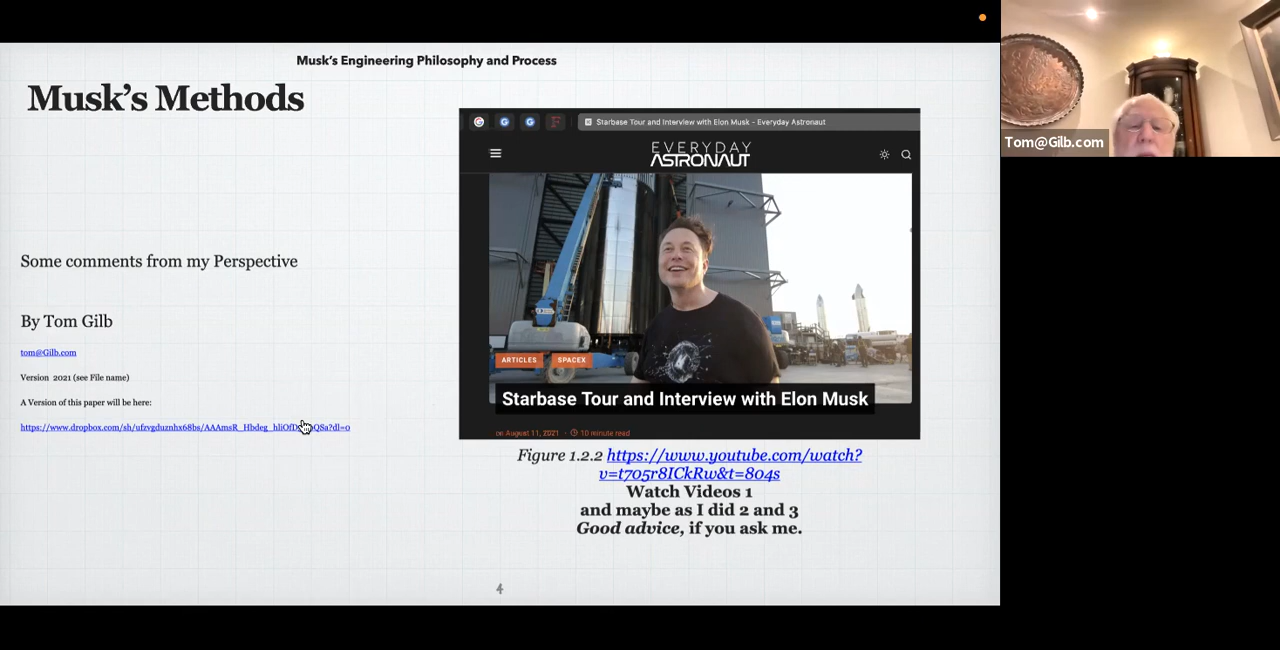 Musk's Engineering Philosophy and Process
Musk's Methods
Some comments from my Perspective
By Tom Gilb
tom@Gilb.com
Version 2021 (see File name)
A Version of this paper will be here:
Starbase Tour and Interview with Elon Musk - Everyday Astronaut
EVERYDAY
ASTRONAUT
ARTICLES SPACEX
Starbase Tour and Interview with Elon Musk
on August 11, 2021 · 10 minute read
Figure 1.2.2 https://www.youtube.com/watch?
v=t705r8ICkRw&t=804s
Watch Videos 1
and maybe as I did 2 and 3
Good advice, if you ask me.
4
Tom@Gilb.com